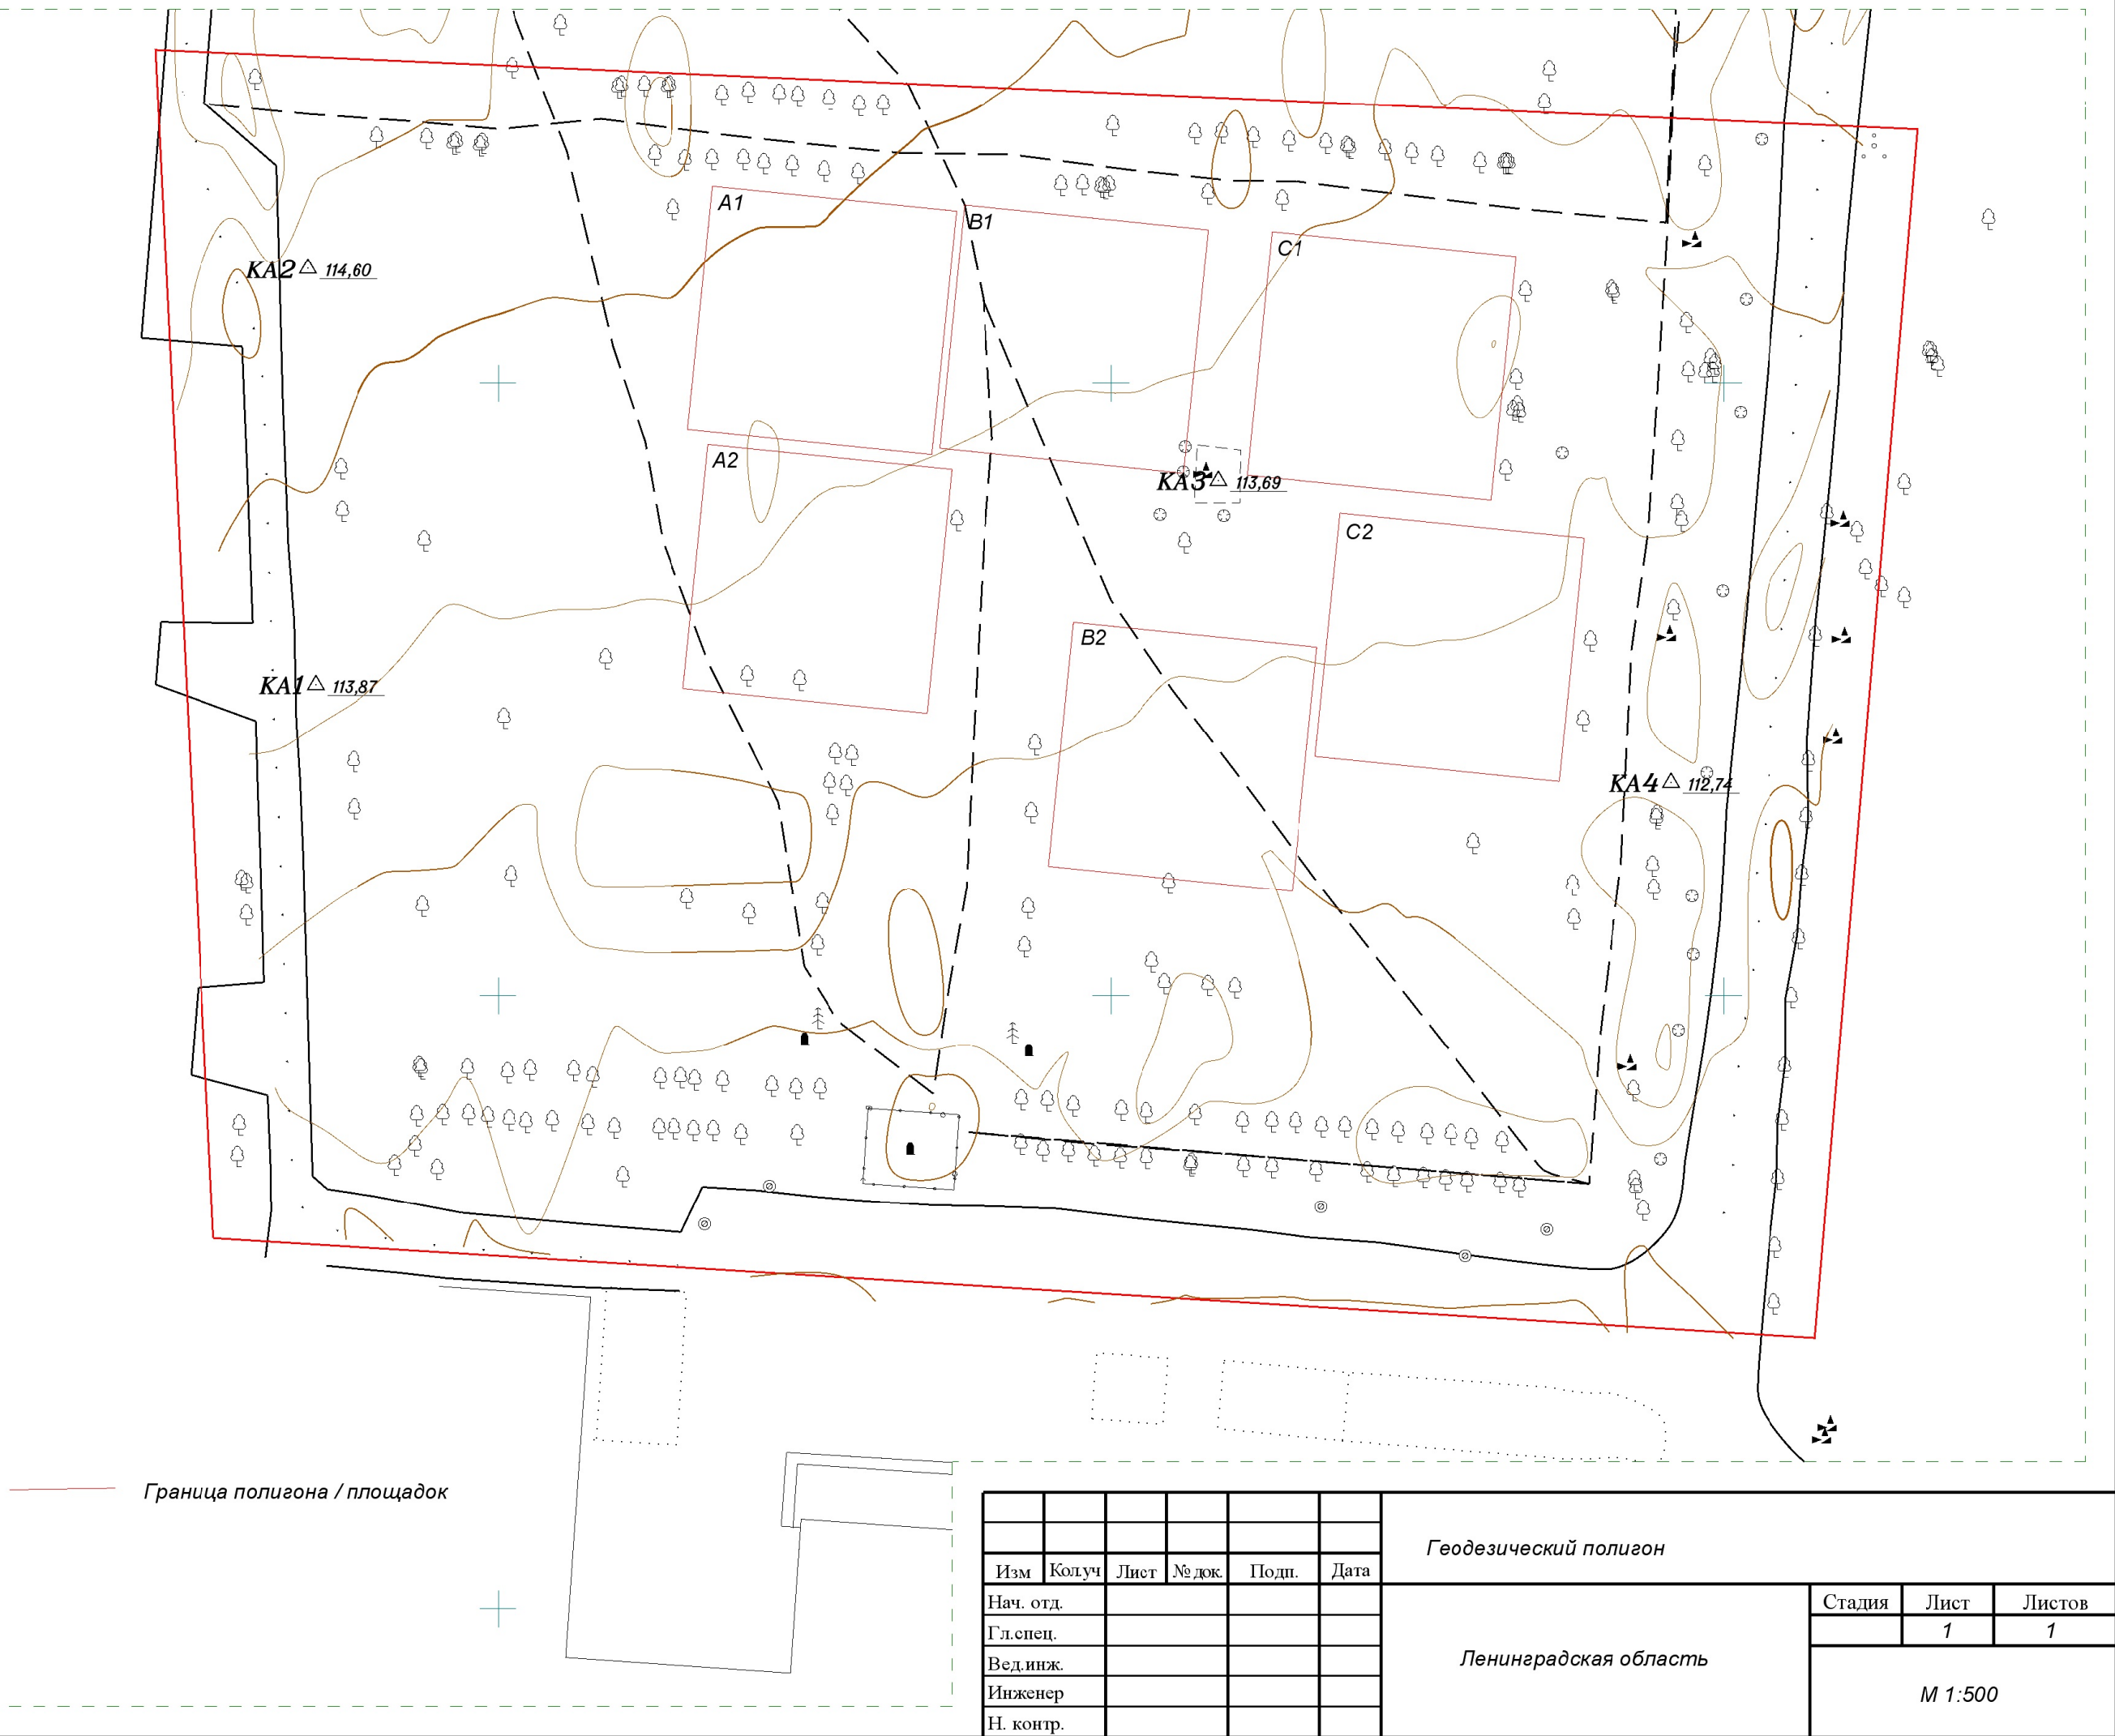 A1
B1
C1
KA2 114,60
A2
KA3 113,69
C2
B2
KA1 113,87
KA4 112,74
Граница полигона / площадок
Геодезический полигон
Изм Кол.уч Лист № док. Подп. Дата
Нач. отд.
Стадия Лист Листов
Гл.спец.
1 1
Вед.инж.
Ленинградская область
Инженер
М 1:500
Н. контр.